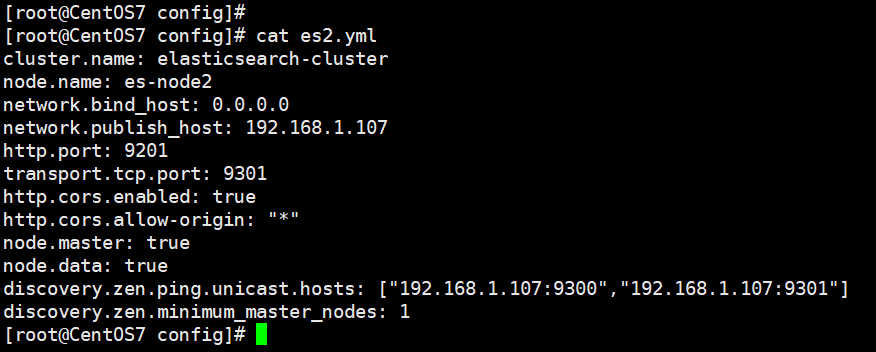 [root@CentOS7 config]#
[root@CentOS7 config]# cat es2.yml
cluster.name: elasticsearch-cluster
node.name: es-node2
network.bind_host: 0.0.0.0
network.publish_host: 192.168.1.107
http.port: 9201
transport.tcp.port: 9301
http.cors.enabled: true
http.cors.allow-origin: "*"
node.master: true
node.data: true
discovery.zen.ping.unicast.hosts: ["192.168.1.107:9300","192.168.1.107:9301"]
discovery.zen.minimum_master_nodes: 1
[root@CentOS7 config]#